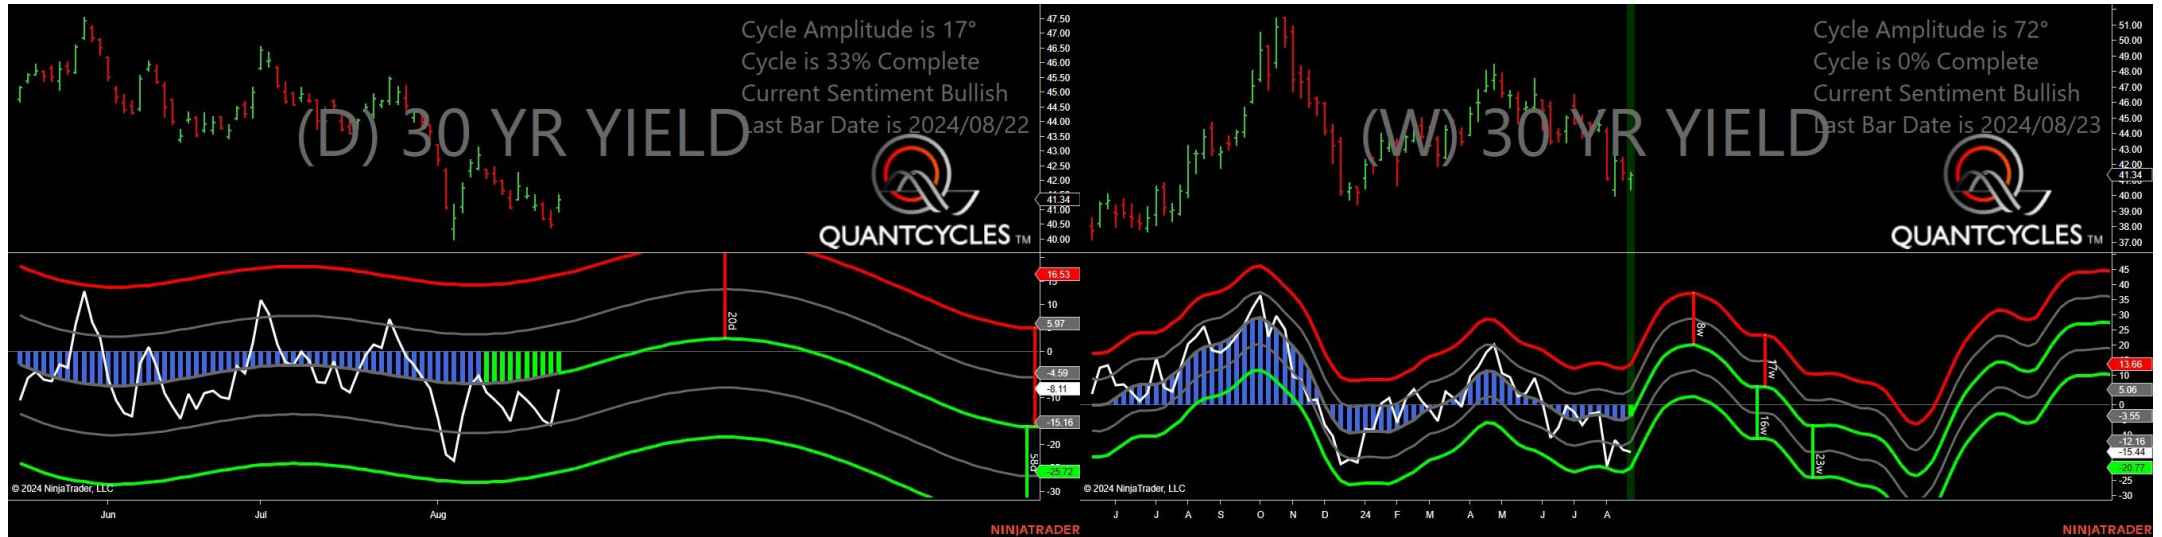 Cycle Amplitude is 17°
Cycle is 33% Complete
Current Sentiment Bullish
Last Bar Date is 2024/08/22
(D) 30 YR YIELD
QUANTCYCLES TM
47.50
47.00
46.50
46.00
45.50
45.00
44.50
44.00
43.50
43.00
42.50
42.00
41.34
41.00
40.50
40.00
16.53
10
5.97
0
-4.59
-8.11
-10
-15.16
-20
-25.72
-30
20d
© 2024 NinjaTrader, LLC
Jun
Jul
Aug
NINJATRADER
Cycle Amplitude is 72°
Cycle is 0% Complete
Current Sentiment Bullish
Last Bar Date is 2024/08/23
(W) 30 YR YIELD
QUANTCYCLES TM
51.00
50.00
49.00
48.00
47.00
46.00
45.00
44.00
43.00
42.00
41.34
40.00
39.00
38.00
37.00
45
35
30
25
20
13.66
10
5.06
0
-3.55
-12.16
-15.44
-20.77
-25
-30
8w
17w
16w
23w
© 2024 NinjaTrader, LLC
J
J
A
S
O
N
D
24
F
M
A
M
J
J
A
NINJATRADER